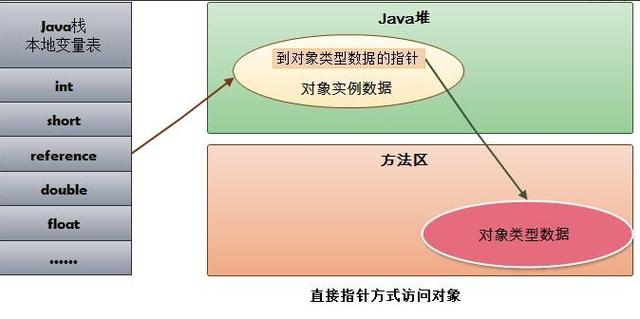 Java栈
本地变量表
int
short
reference
double
float
......
Java堆
到对象类型数据的指针
对象实例数据
方法区
对象类型数据
直接指针方式访问对象